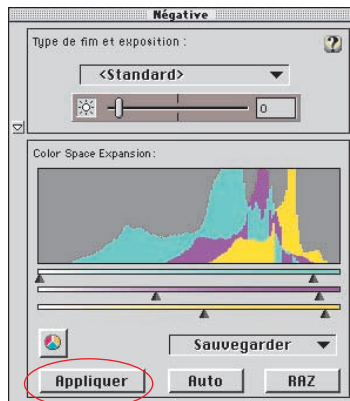 Négative
Type de fim et exposition :
?
<Standard>
0
Color Space Expansion:
Sauvegarder
Appliquer
Auto
RAZ